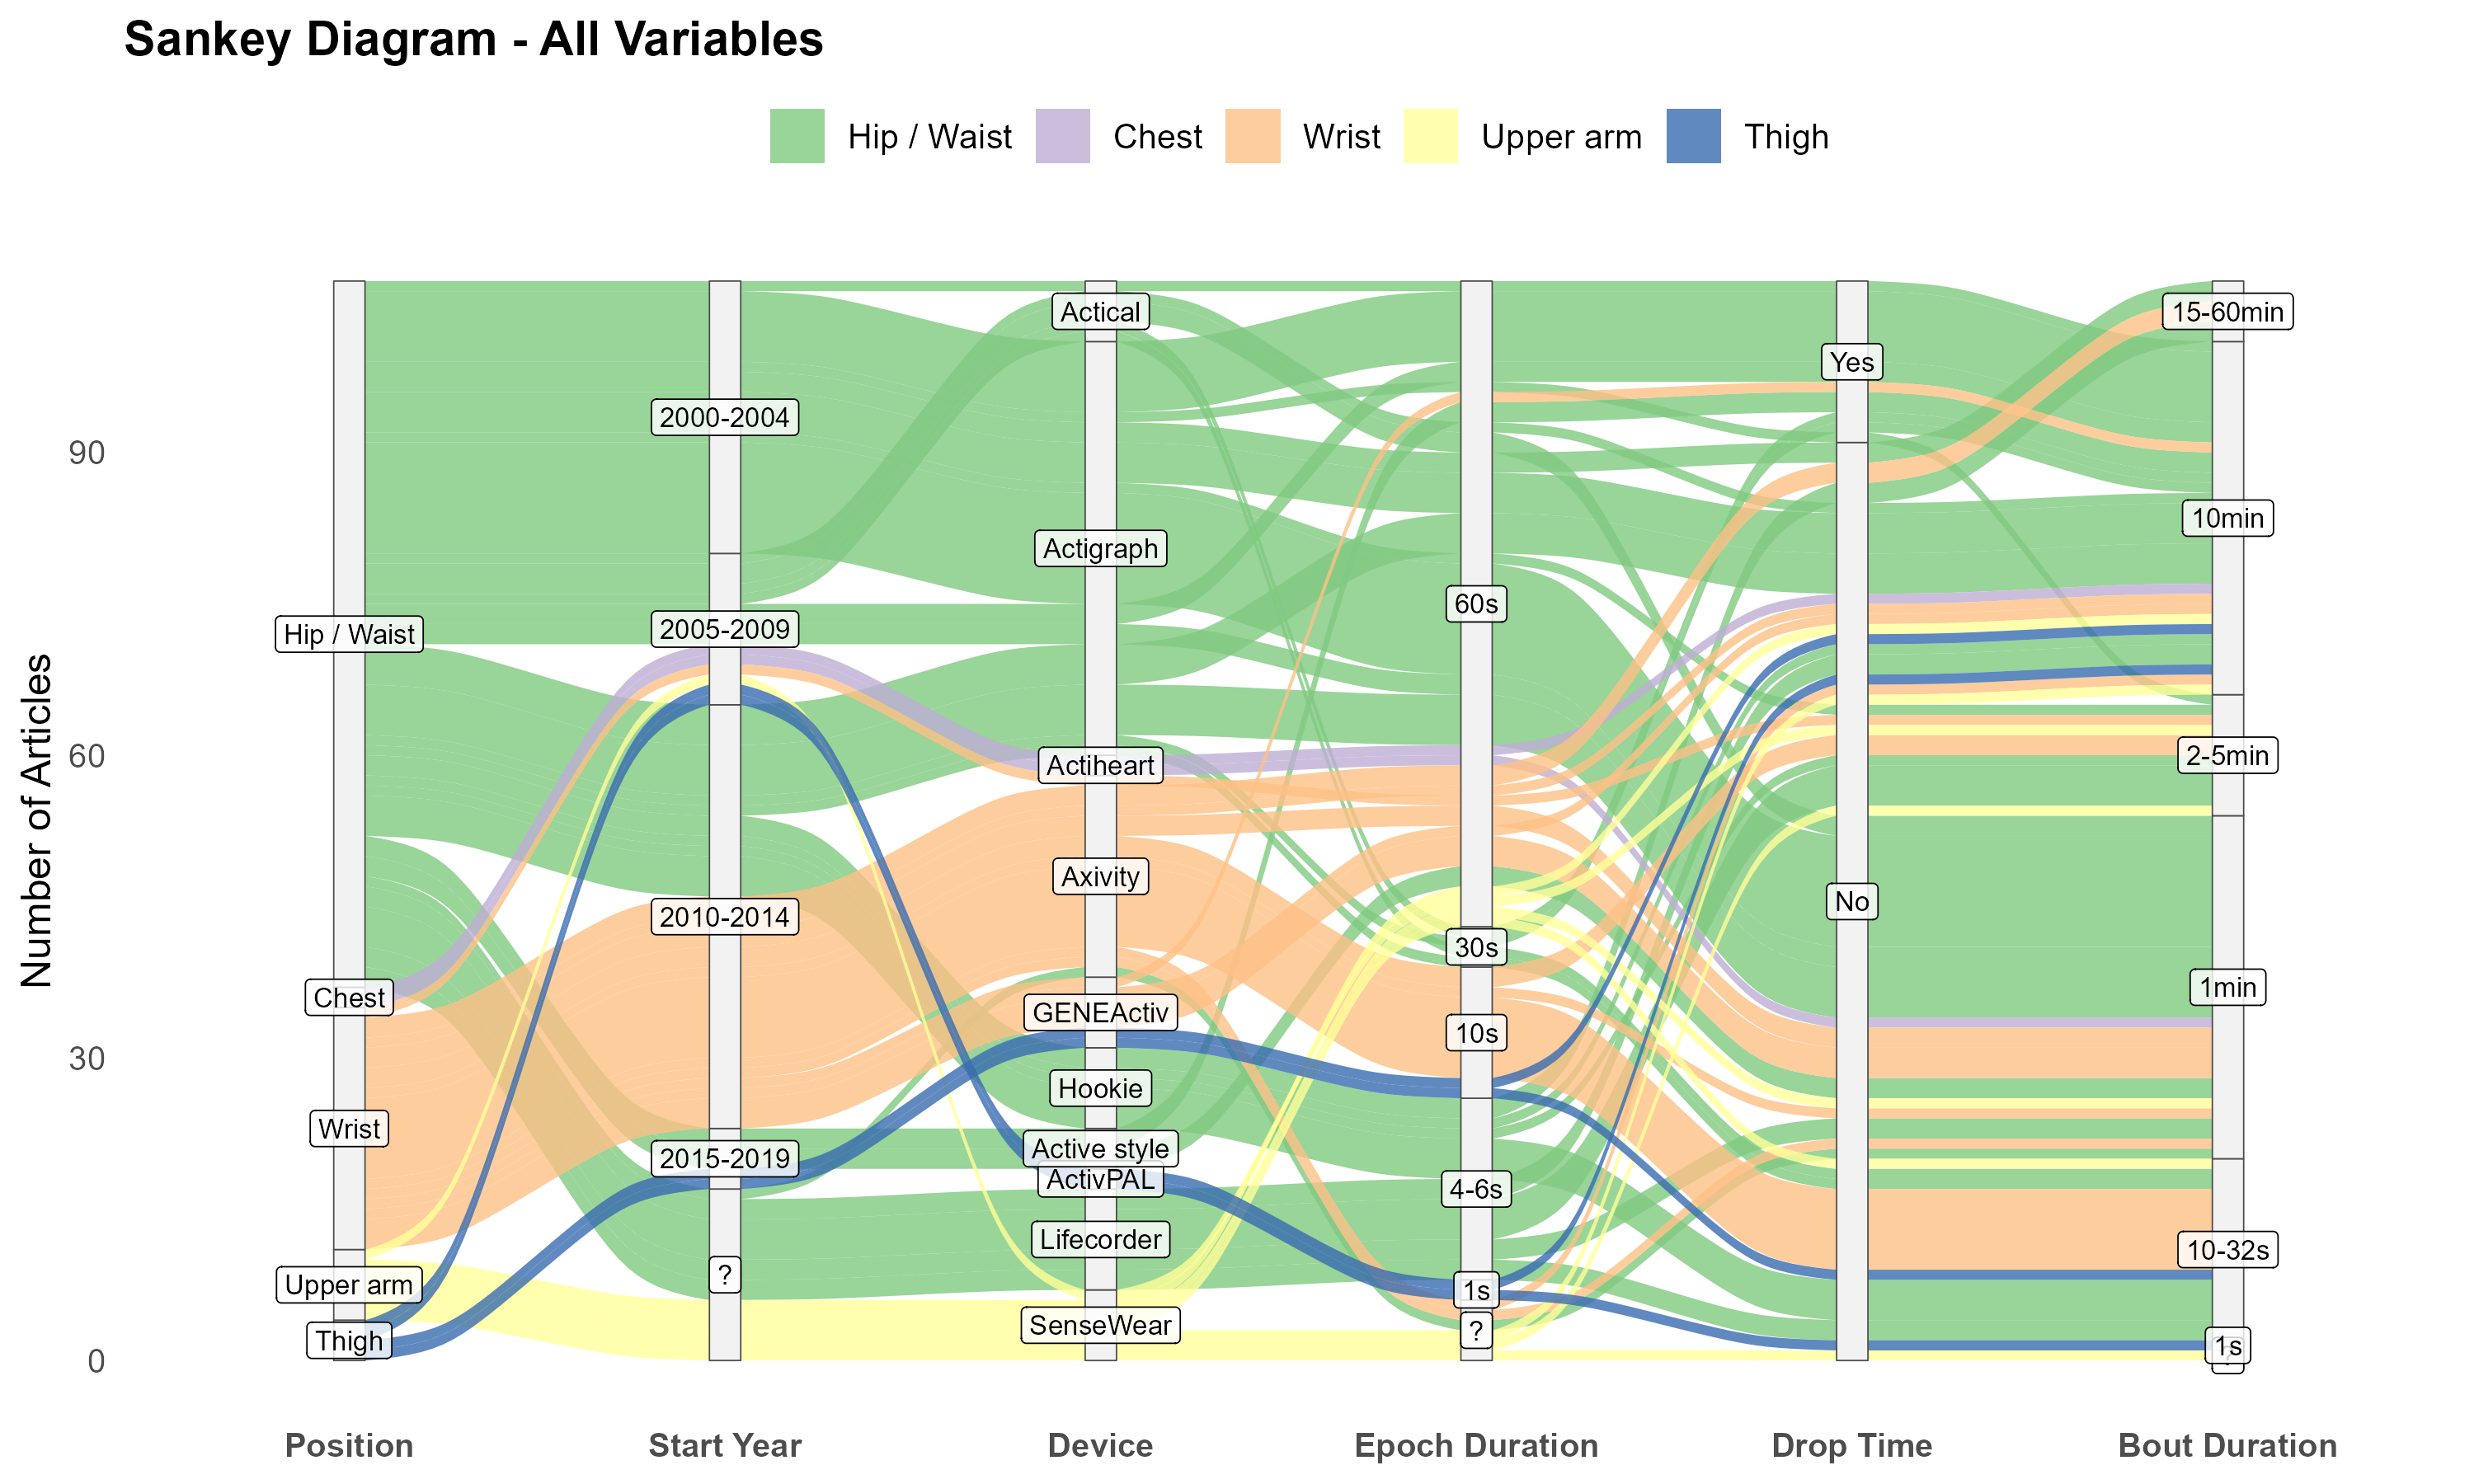 Sankey Diagram - All Variables
Hip / Waist
Chest
Wrist
Upper arm
Thigh
Number of Articles
90
60
30
0
Hip / Waist
Chest
Wrist
Upper arm
Thigh
2000-2004
2005-2009
2010-2014
2015-2019
?
Actical
Actigraph
Actiheart
Axivity
GENEActiv
Hookie
Active style
ActivPAL
Lifecorder
SenseWear
60s
30s
10s
4-6s
1s
?
Yes
No
15-60min
10min
2-5min
1min
10-32s
1s
Position
Start Year
Device
Epoch Duration
Drop Time
Bout Duration